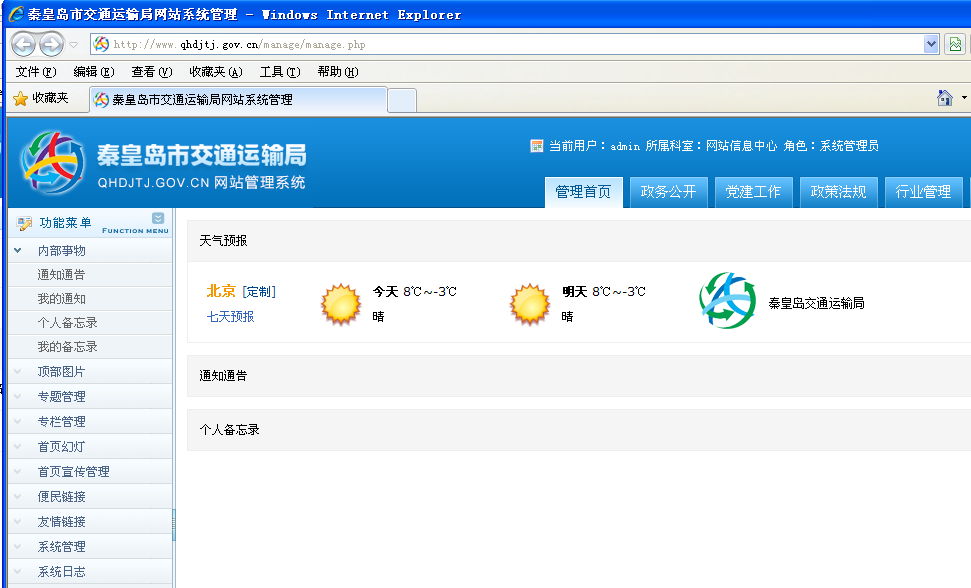 秦皇岛市交通运输局网站系统管理 - Windows Internet Explorer
http://www.qhdjtj.gov.cn/manage/manage.php
文件(F) 编辑(E) 查看(V) 收藏夹(A) 工具(T) 帮助(H)
收藏夹 秦皇岛市交通运输局网站系统管理
秦皇岛市交通运输局
QHDJTJ.GOV.CN 网站管理系统
当前用户：admin 所属科室：网站信息中心 角色：系统管理员
管理首页 政务公开 党建工作 政策法规 行业管理
功能菜单 FUNCTION MENU
内部事物
通知通告
我的通知
个人备忘录
我的备忘录
顶部图片
专题管理
专栏管理
首页幻灯
首页宣传管理
便民链接
友情链接
系统管理
系统日志
天气预报
北京 [定制] 今天 8℃~-3℃ 明天 8℃~-3℃
七天预报 晴 晴
秦皇岛交通运输局
通知通告
个人备忘录